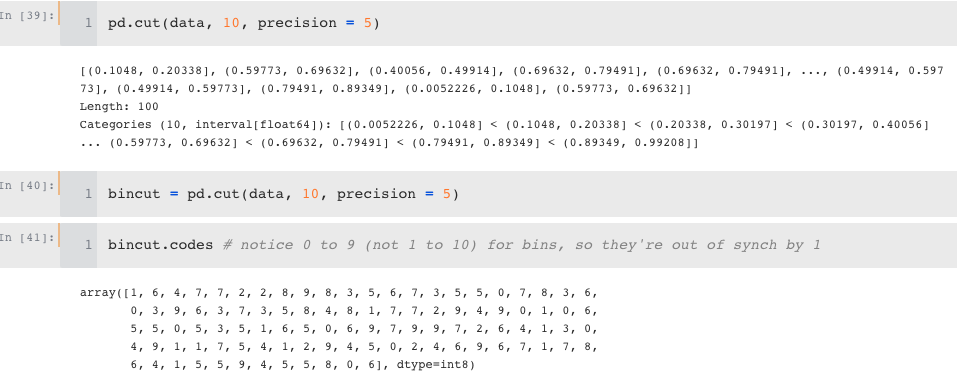 In [39]:
1 pd.cut(data, 10, precision = 5)
[(0.1048, 0.20338], (0.59773, 0.69632], (0.40056, 0.49914], (0.69632, 0.79491], (0.69632, 0.79491], ..., (0.49914, 0.597
73], (0.49914, 0.59773], (0.79491, 0.89349], (0.0052226, 0.1048], (0.59773, 0.69632]]
Length: 100
Categories (10, interval[float64]): [(0.0052226, 0.1048] < (0.1048, 0.20338] < (0.20338, 0.30197] < (0.30197, 0.40056]
... (0.59773, 0.69632] < (0.69632, 0.79491] < (0.79491, 0.89349] < (0.89349, 0.99208]]
In [40]:
1 bincut = pd.cut(data, 10, precision = 5)
In [41]:
1 bincut.codes # notice 0 to 9 (not 1 to 10) for bins, so they're out of synch by 1
array([1, 6, 4, 7, 7, 2, 2, 8, 9, 8, 3, 5, 6, 7, 3, 5, 5, 0, 7, 8, 3, 6,
0, 3, 9, 6, 3, 7, 3, 5, 8, 4, 8, 1, 7, 7, 2, 9, 4, 9, 0, 1, 0, 6,
5, 5, 0, 5, 3, 5, 1, 6, 5, 0, 6, 9, 7, 9, 9, 7, 2, 6, 4, 1, 3, 0,
4, 9, 1, 1, 7, 5, 4, 1, 2, 9, 4, 5, 0, 2, 4, 6, 9, 6, 7, 1, 7, 8,
6, 4, 1, 5, 5, 9, 4, 5, 5, 8, 0, 6], dtype=int8)